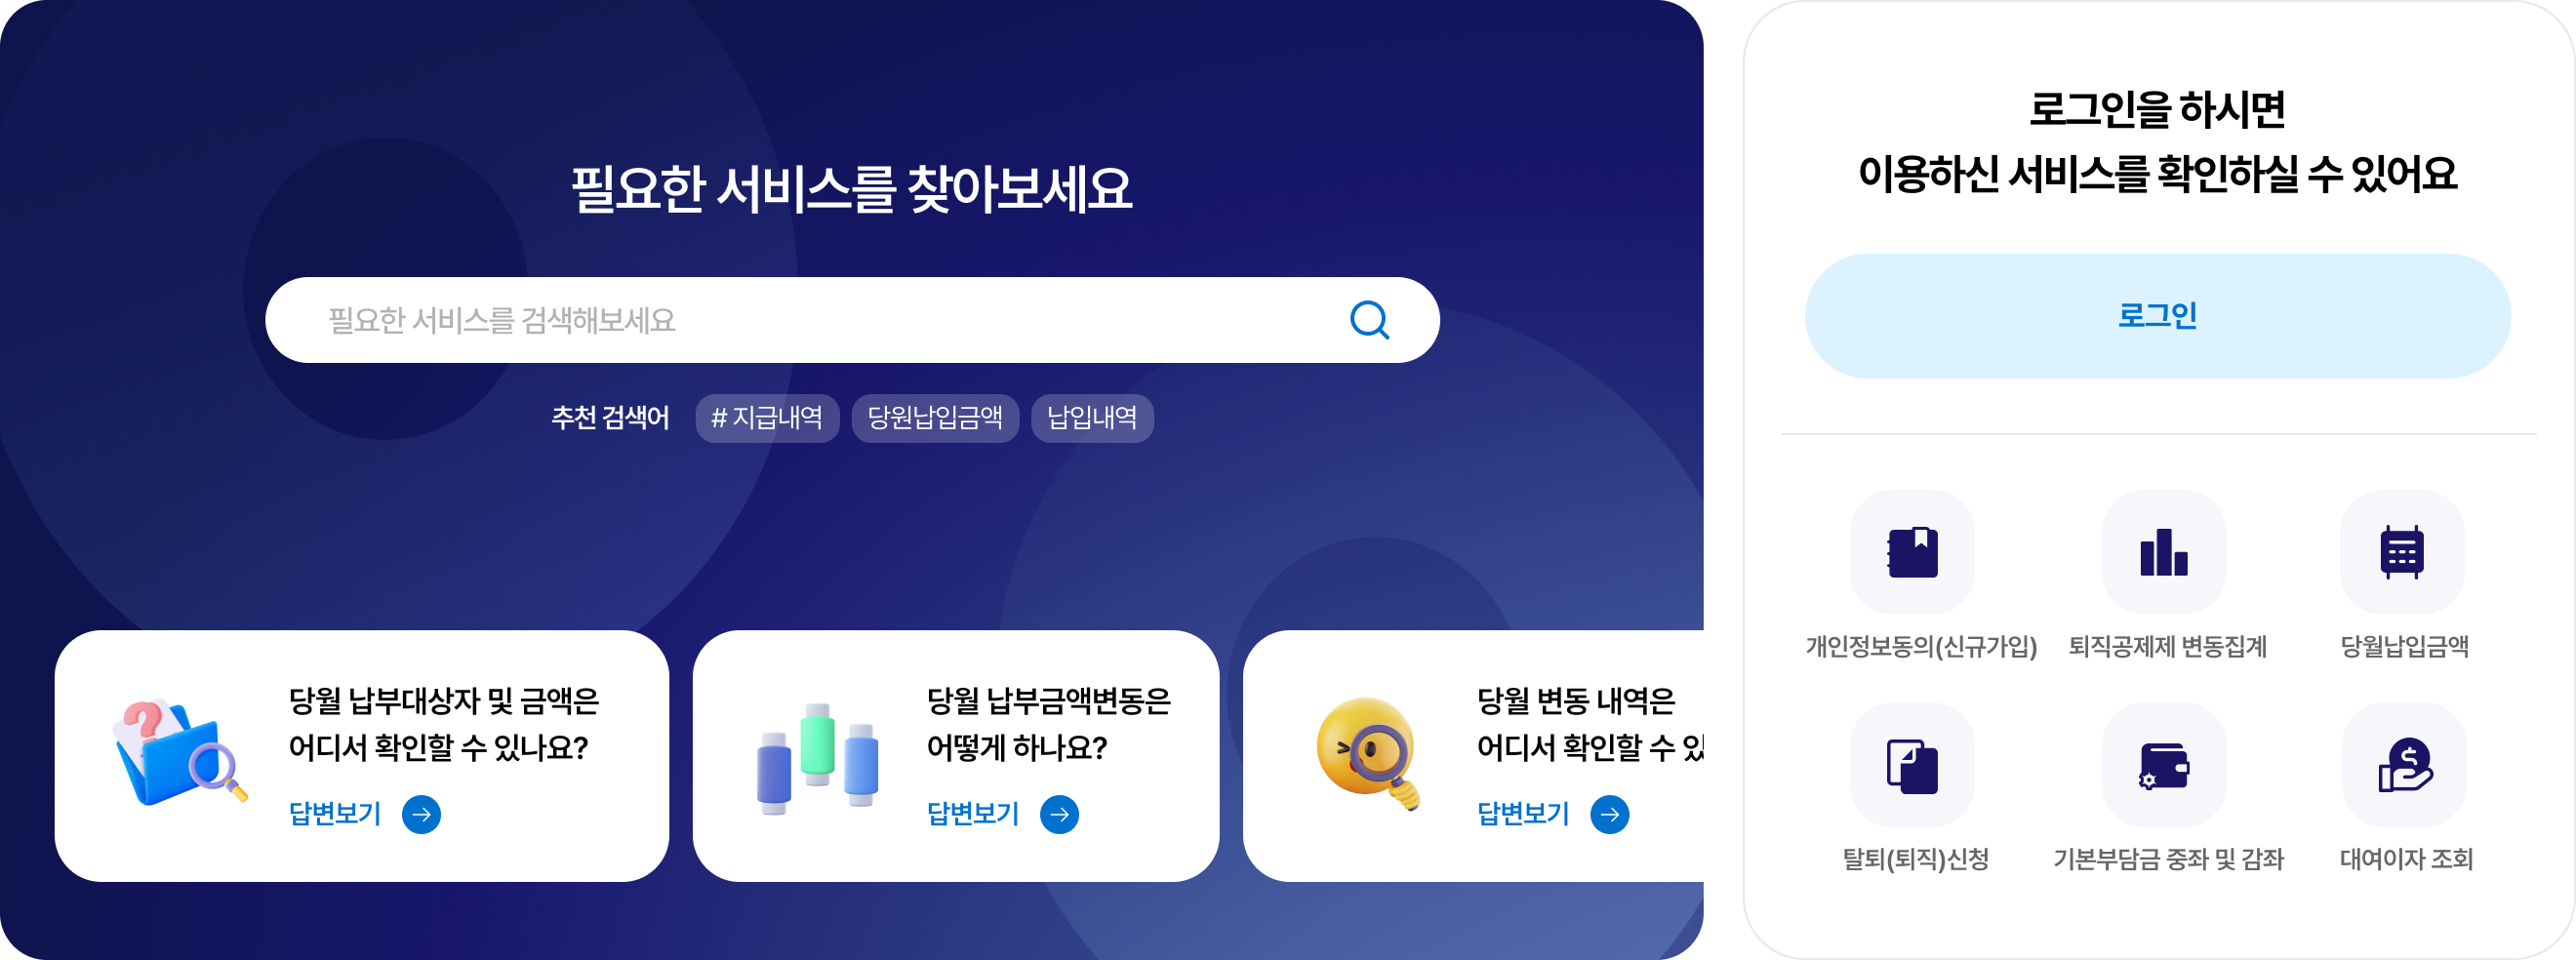 필요한 서비스를 찾아보세요
필요한 서비스를 검색해보세요
추천 검색어 # 지급내역 당원납입금액 납입내역
당월 납부대상자 및 금액은
어디서 확인할 수 있나요?
답변보기
당월 납부금액변동은
어떻게 하나요?
답변보기
당월 변동 내역은
어디서 확인할 수
답변보기
로그인을 하시면
이용하신 서비스를 확인하실 수 있어요
로그인
개인정보동의(신규가입) 퇴직공제제 변동집계 당월납입금액
탈퇴(퇴직)신청 기본부담금 중좌 및 감좌 대여이자 조회